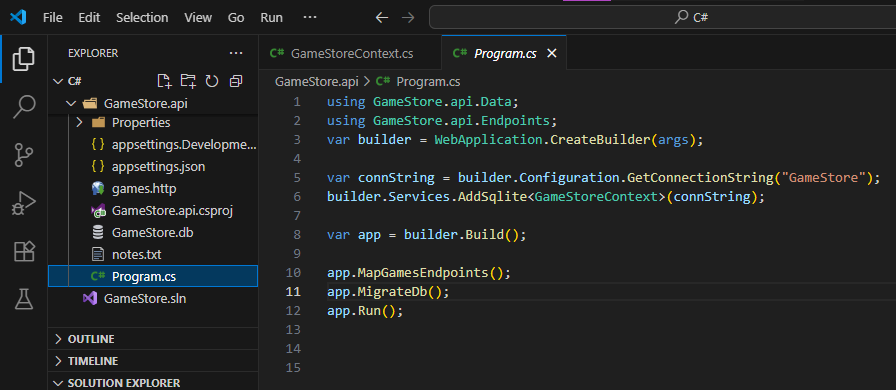 File Edit Selection View Go Run ··· C#
EXPLORER ···
C#
GameStore.api
Properties
{ } appsettings.Developme...
{ } appsettings.json
games.http
GameStore.api.csproj
GameStore.db
notes.txt
C# Program.cs
GameStore.sln
OUTLINE
TIMELINE
SOLUTION EXPLORER
C# GameStoreContext.cs C# Program.cs
GameStore.api > C# Program.cs
1 using GameStore.api.Data;
2 using GameStore.api.Endpoints;
3 var builder = WebApplication.CreateBuilder(args);
4
5 var connString = builder.Configuration.GetConnectionString("GameStore");
6 builder.Services.AddSqlite<GameStoreContext>(connString);
7
8 var app = builder.Build();
9
10 app.MapGamesEndpoints();
11 app.MigrateDb();
12 app.Run();
13
14
15